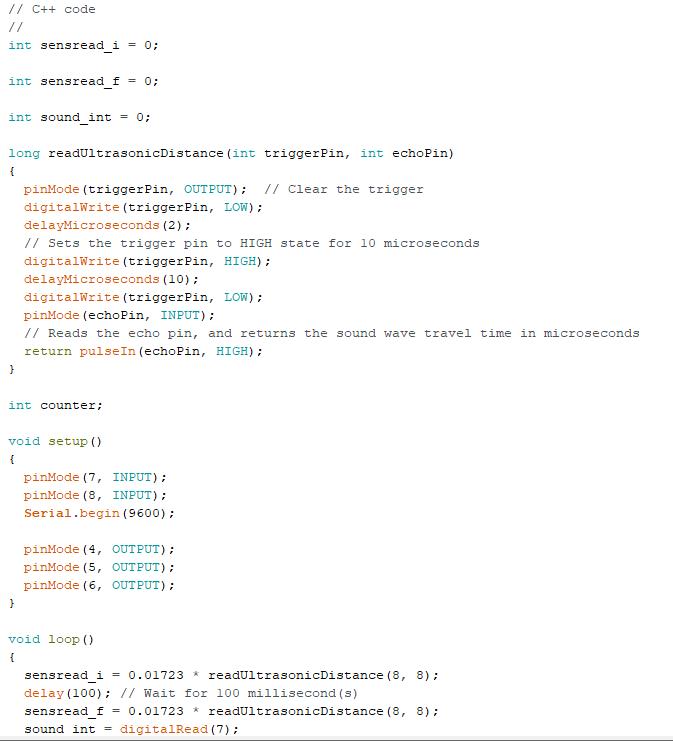 // C++ code
//
int sensread_i = 0;
int sensread_f = 0;
int sound_int = 0;
long readUltrasonicDistance(int triggerPin, int echoPin)
{
  pinMode(triggerPin, OUTPUT);  // Clear the trigger
  digitalWrite(triggerPin, LOW);
  delayMicroseconds(2);
  // Sets the trigger pin to HIGH state for 10 microseconds
  digitalWrite(triggerPin, HIGH);
  delayMicroseconds(10);
  digitalWrite(triggerPin, LOW);
  pinMode(echoPin, INPUT);
  // Reads the echo pin, and returns the sound wave travel time in microseconds
  return pulseIn(echoPin, HIGH);
}
int counter;
void setup()
{
  pinMode(7, INPUT);
  pinMode(8, INPUT);
  Serial.begin(9600);
  pinMode(4, OUTPUT);
  pinMode(5, OUTPUT);
  pinMode(6, OUTPUT);
}
void loop()
{
  sensread_i = 0.01723 * readUltrasonicDistance(8, 8);
  delay(100); // Wait for 100 millisecond(s)
  sensread_f = 0.01723 * readUltrasonicDistance(8, 8);
  sound_int = digitalRead(7);